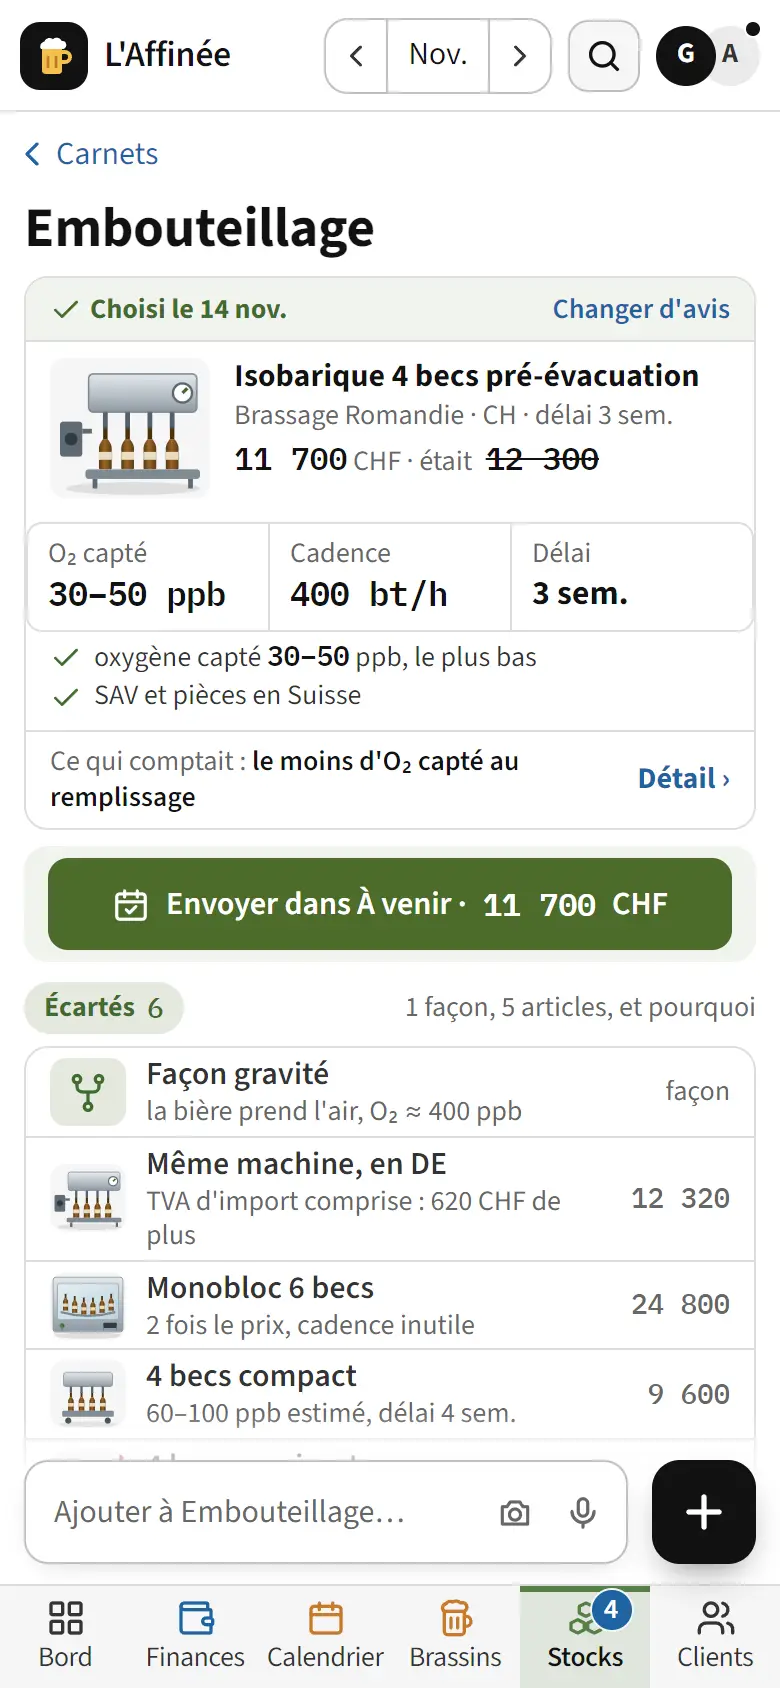 L'Affinée
Nov.
G
A
Carnets
Embouteillage
Choisi le 14 nov.
Changer d'avis
Isobarique 4 becs pré-évacuation
Brassage Romandie · CH · délai 3 sem.
11 700 CHF · était 12 300
O₂ capté
30–50 ppb
Cadence
400 bt/h
Délai
3 sem.
oxygène capté 30–50 ppb, le plus bas
SAV et pièces en Suisse
Ce qui comptait : le moins d'O₂ capté au
remplissage
Détail ›
Envoyer dans À venir · 11 700 CHF
Écartés 6
1 façon, 5 articles, et pourquoi
Façon gravité
la bière prend l'air, O₂ ≈ 400 ppb
façon
Même machine, en DE
TVA d'import comprise : 620 CHF de
plus
12 320
Monobloc 6 becs
2 fois le prix, cadence inutile
24 800
4 becs compact
60–100 ppb estimé, délai 4 sem.
9 600
Ajouter à Embouteillage…
Bord
Finances
Calendrier
Brassins
4
Stocks
Clients